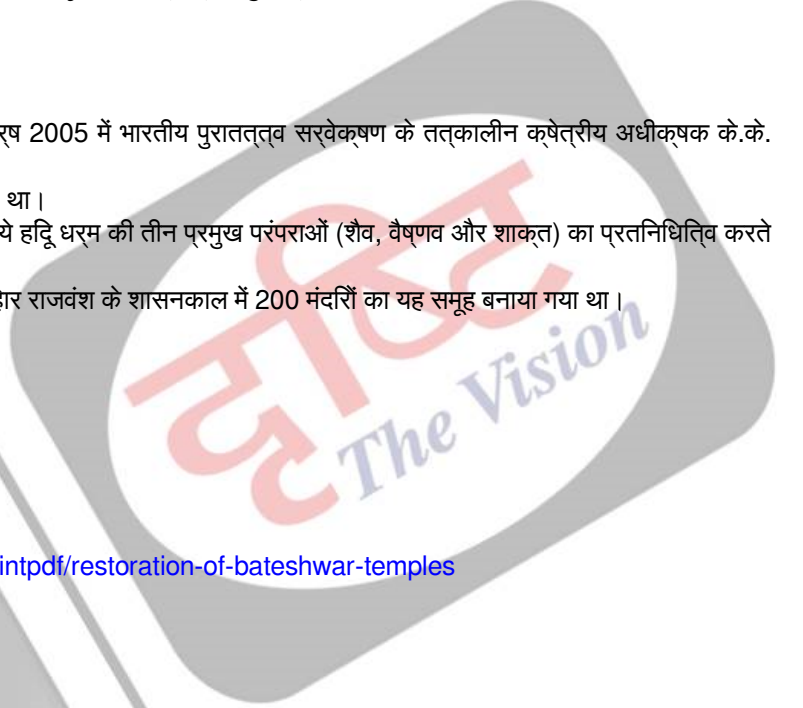 2005 में भारतीय पुरातत्त्व सर्वेक्षण के तत्कालीन क्षेत्रीय अधीक्षक के.के.
था।
ये हिंदू धर्म की तीन प्रमुख परंपराओं (शैव, वैष्णव और शाक्त) का प्रतिनिधित्व करते
राजवंश के शासनकाल में 200 मंदिरों का यह समूह बनाया गया था।
दृष्टि
The Vision
intpdf/restoration-of-bateshwar-temples